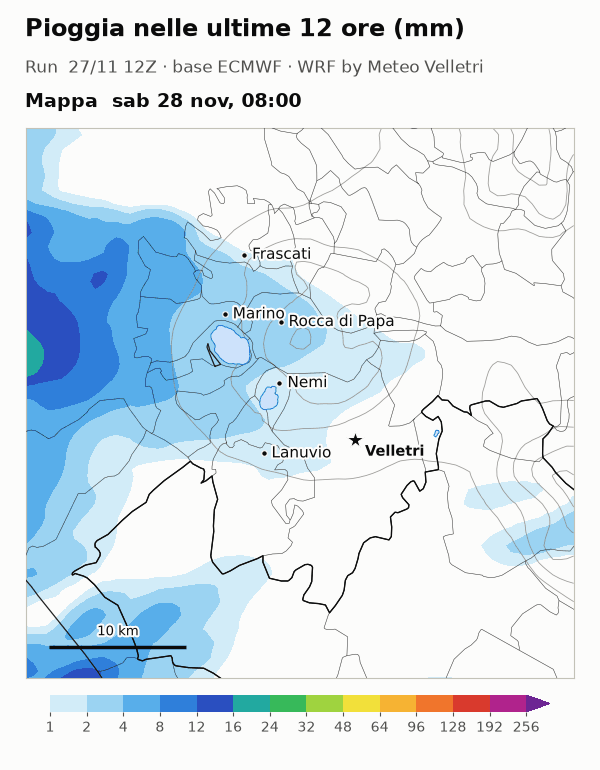 Pioggia nelle ultime 12 ore (mm)
Run  27/11 12Z · base ECMWF · WRF by Meteo Velletri
Mappa  sab 28 nov, 08:00
Frascati
Marino
Rocca di Papa
Nemi
Velletri
Lanuvio
10 km
1 2 4 8 12 16 24 32 48 64 96 128 192 256